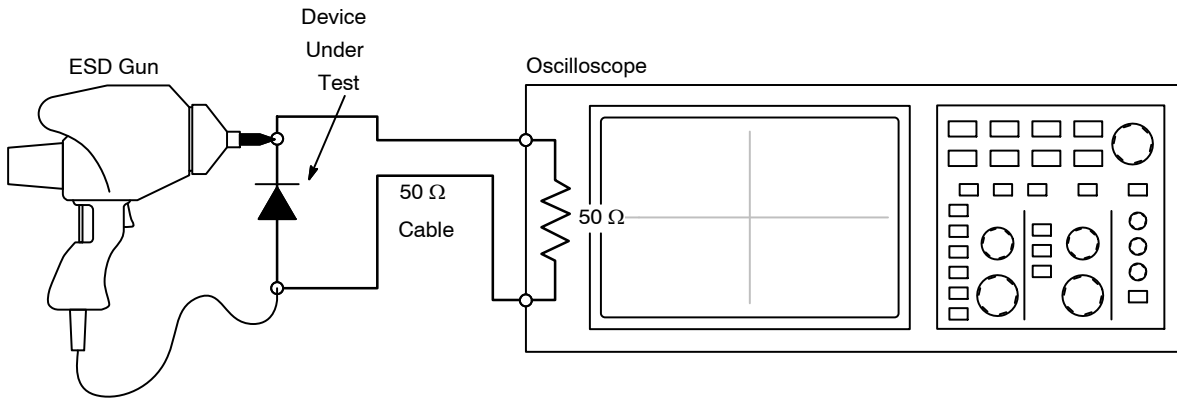 Device
Under
Test
ESD Gun
Oscilloscope
50 Ω
Cable
50 Ω